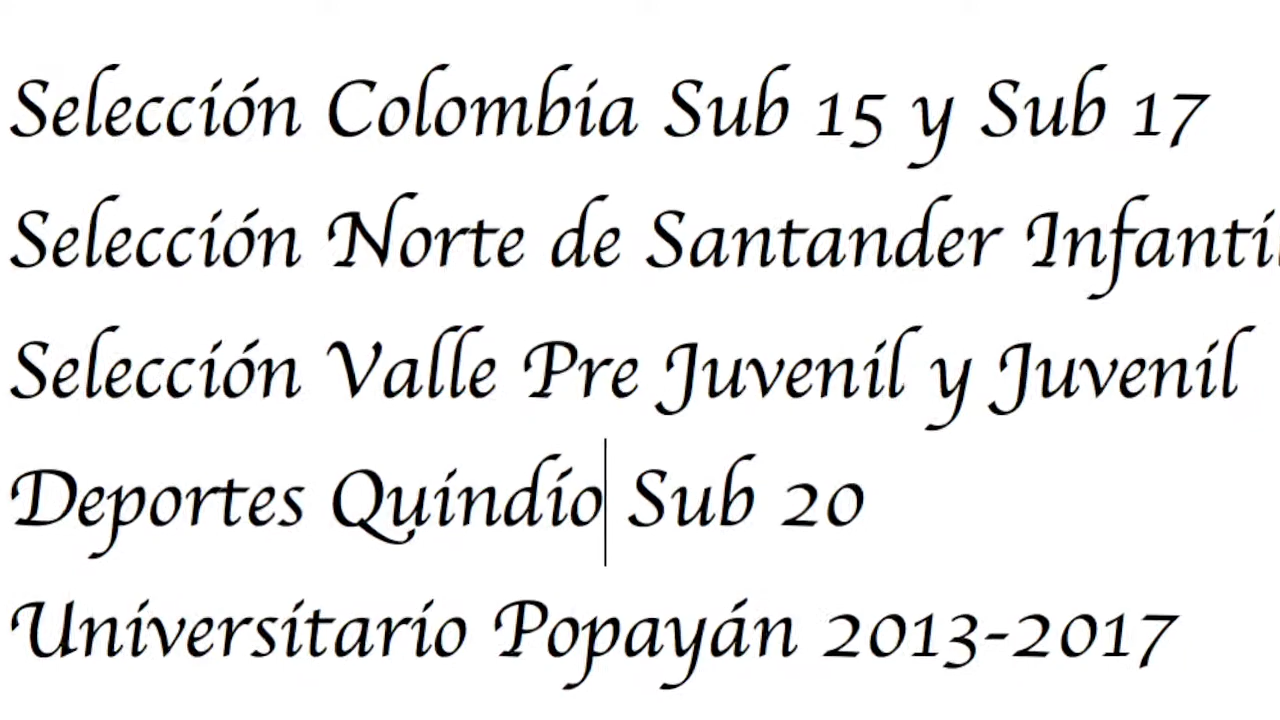 Selección Colombia Sub 15 y Sub 17
Selección Norte de Santander Infantil
Selección Valle Pre Juvenil y Juvenil
Deportes Quindío Sub 20
Universitario Popayán 2013-2017